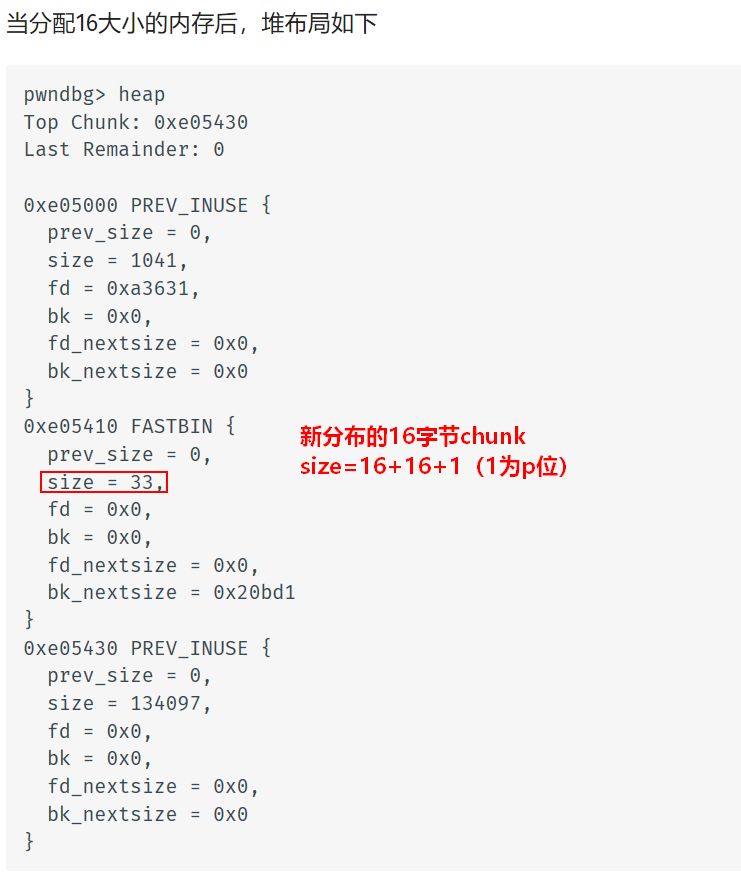 当分配16大小的内存后，堆布局如下
pwndbg> heap
Top Chunk: 0xe05430
Last Remainder: 0
0xe05000 PREV_INUSE {
prev_size = 0,
size = 1041,
fd = 0xa3631,
bk = 0x0,
fd_nextsize = 0x0,
bk_nextsize = 0x0
}
0xe05410 FASTBIN {
prev_size = 0,
size = 33,
fd = 0x0,
bk = 0x0,
fd_nextsize = 0x0,
bk_nextsize = 0x20bd1
}
新分布的16字节chunk
size=16+16+1（1为p位）
0xe05430 PREV_INUSE {
prev_size = 0,
size = 134097,
fd = 0x0,
bk = 0x0,
fd_nextsize = 0x0,
bk_nextsize = 0x0
}